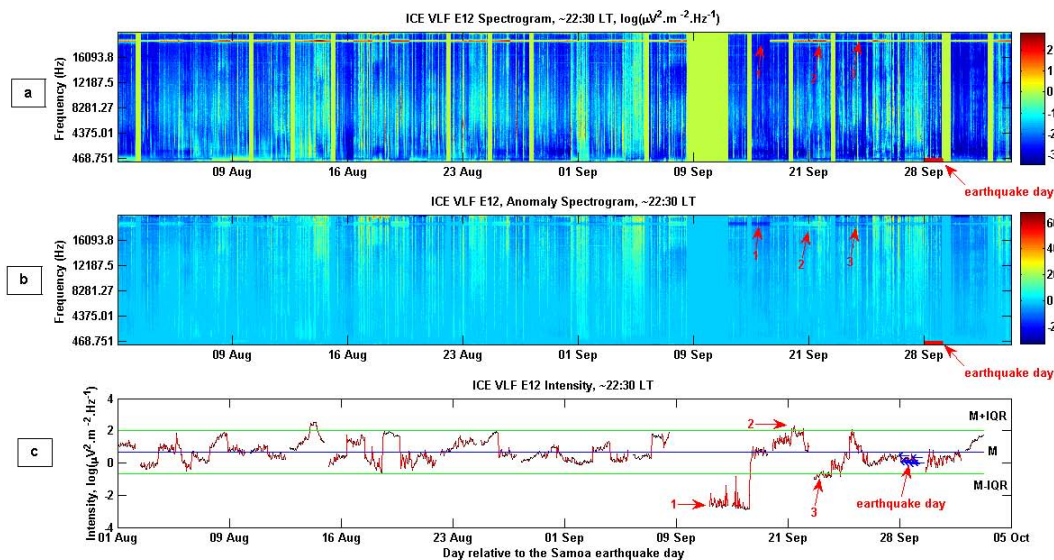 ICE VLF E12 Spectrogram, ~22:30 LT, log(µV².m⁻².Hz⁻¹)
a
Frequency (Hz)
16093.8
12187.5
8281.27
4375.01
468.751
1
2
3
2
1
0
-1
-2
-3
09 Aug
16 Aug
23 Aug
01 Sep
09 Sep
21 Sep
28 Sep
earthquake day
ICE VLF E12, Anomaly Spectrogram, ~22:30 LT
b
Frequency (Hz)
16093.8
12187.5
8281.27
4375.01
468.751
1
2
3
60
40
20
0
-2
09 Aug
16 Aug
23 Aug
01 Sep
09 Sep
21 Sep
28 Sep
earthquake day
ICE VLF E12 Intensity, ~22:30 LT
c
Intensity, log(µV².m⁻².Hz⁻¹)
4
2
0
-2
-4
M+IQR
M
M-IQR
2
1
3
earthquake day
01 Aug
09 Aug
16 Aug
23 Aug
01 Sep
09 Sep
21 Sep
28 Sep
05 Oct
Day relative to the Samoa earthquake day